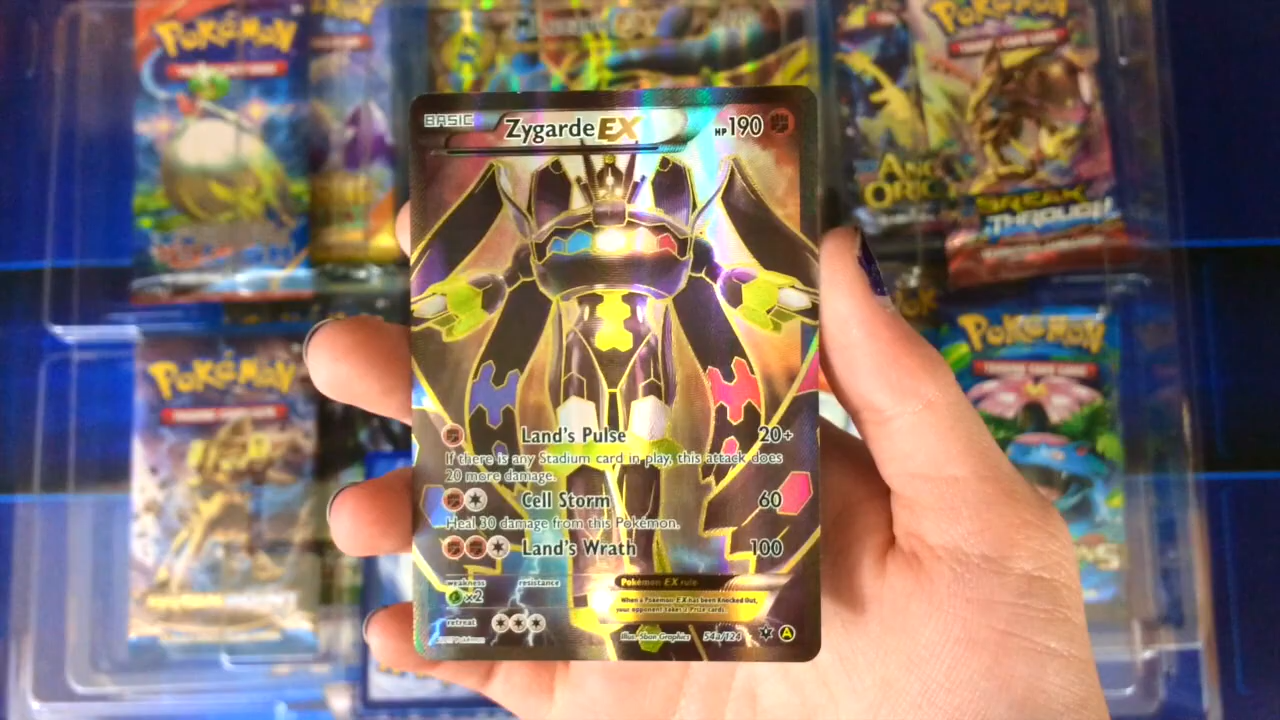 Pokémon
Pokémon
BASIC
Zygarde EX
HP190
BREAK
THROUGH
Land's Pulse 20+
If there is any Stadium card in play, this attack does
20 more damage.
Cell Storm 60
Heal 30 damage from this Pokémon.
Land's Wrath 100
weakness resistance
×2
Pokémon EX rule
When a Pokémon-EX has been Knocked Out,
your opponent takes 2 Prize cards.
retreat
Illus. 5ban Graphics 54a/124
A
Pokémon
Pokémon